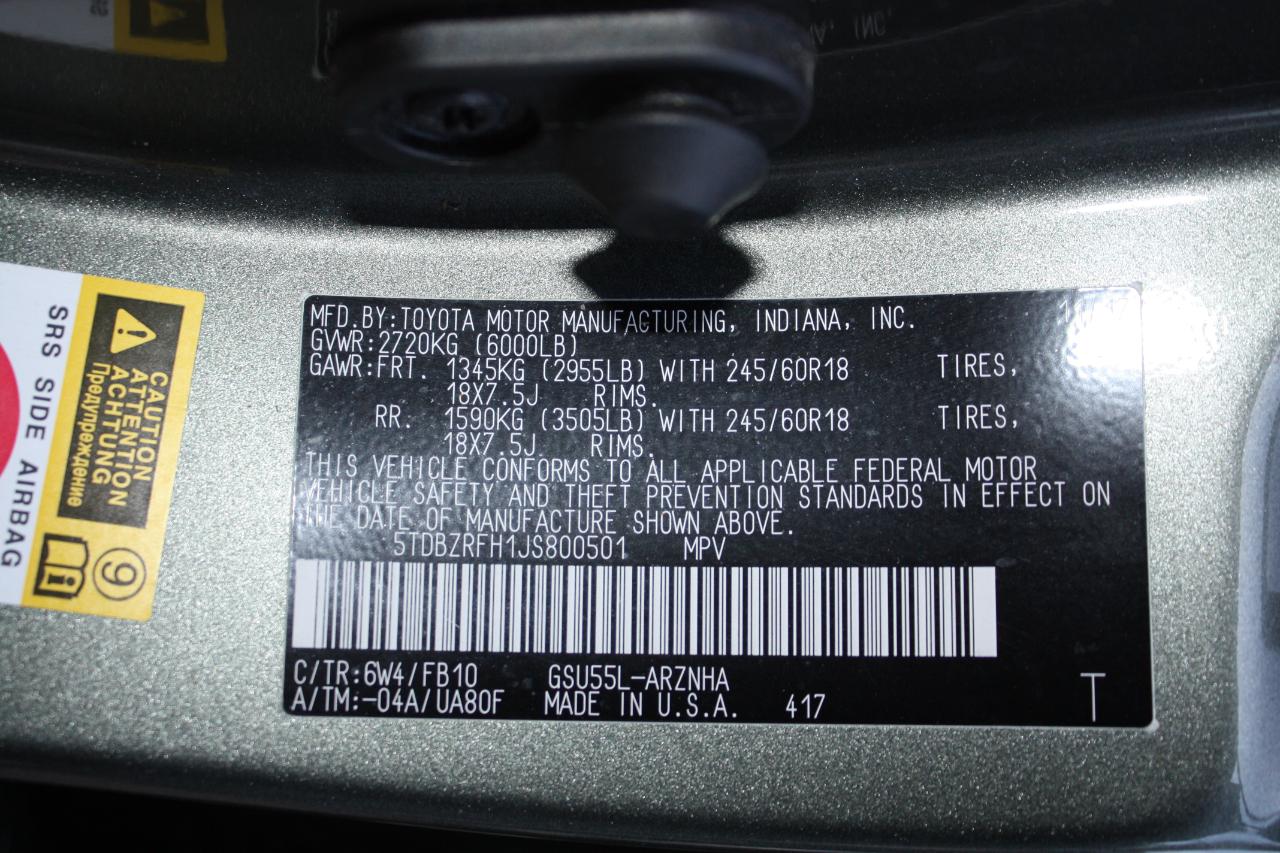 MFD.BY:TOYOTA MOTOR MANUFACTURING, INDIANA, INC.
GVWR:2720KG (6000LB)
GAWR:FRT. 1345KG (2955LB) WITH 245/60R18 TIRES,
18X7.5J RIMS.
RR. 1590KG (3505LB) WITH 245/60R18 TIRES,
18X7.5J RIMS.
THIS VEHICLE CONFORMS TO ALL APPLICABLE FEDERAL MOTOR
VEHICLE SAFETY AND THEFT PREVENTION STANDARDS IN EFFECT ON
THE DATE OF MANUFACTURE SHOWN ABOVE.
5TDBZRFH1JS800501 MPV
C/TR:6W4/FB10 GSU55L-ARZNHA
A/TM:-04A/UA80F MADE IN U.S.A. 417
T
CAUTION
ATTENTION
ACHTUNG
Предупреждение
SRS SIDE AIRBAG
9